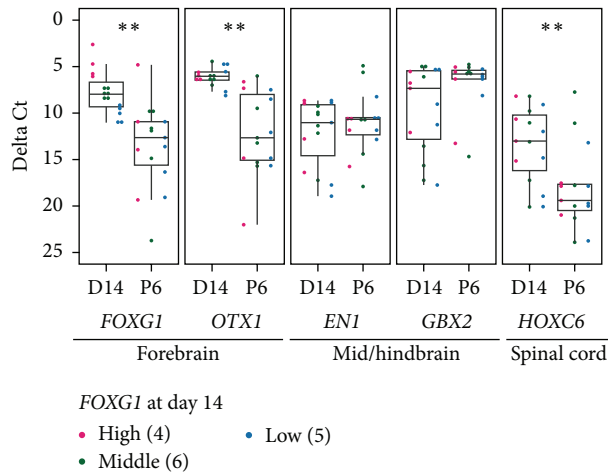 ** ** **
0
5
10
15
20
25
Delta Ct
D14 P6 D14 P6 D14 P6 D14 P6 D14 P6
FOXG1 OTX1 EN1 GBX2 HOXC6
Forebrain Mid/hindbrain Spinal cord
FOXG1 at day 14
High (4) Low (5)
Middle (6)